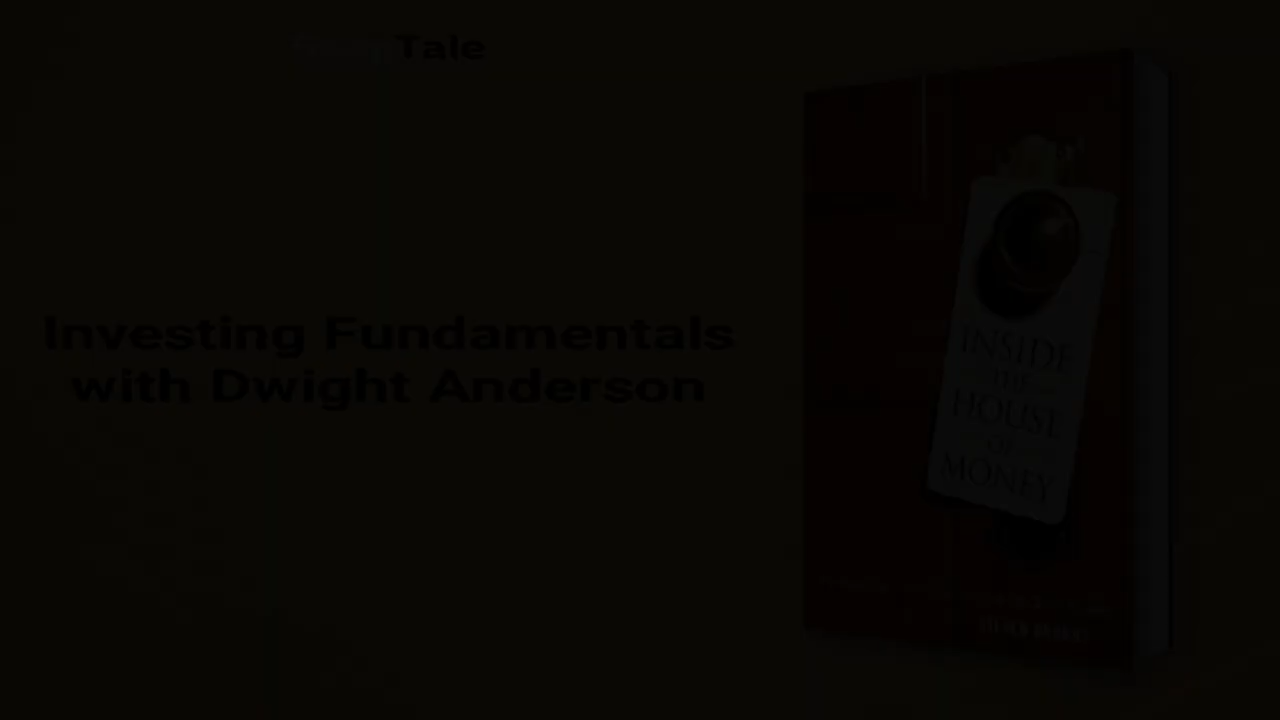 Tale
Investing Fundamentals
with Dwight Anderson
INSIDE
THE
HOUSE
OF
MONEY